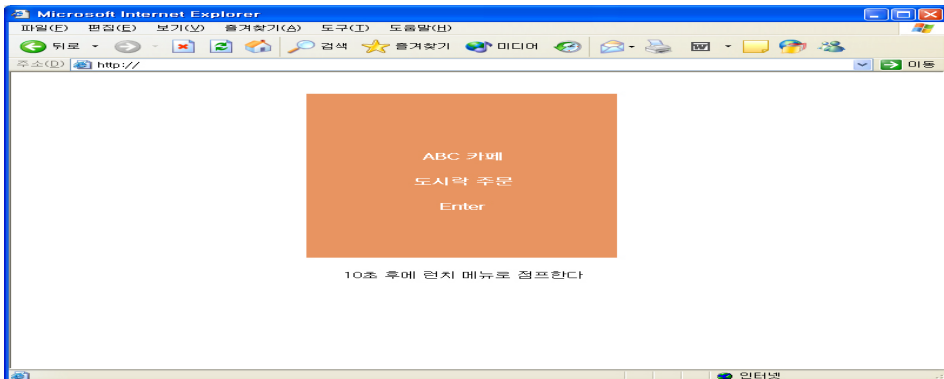 Microsoft Internet Explorer
파일(F) 편집(E) 보기(V) 즐겨찾기(A) 도구(T) 도움말(H)
뒤로 검색 즐겨찾기 미디어
주소(D) http:// 이동
ABC 카페
도시락 주문
Enter
10초 후에 런치 메뉴로 점프한다
인터넷